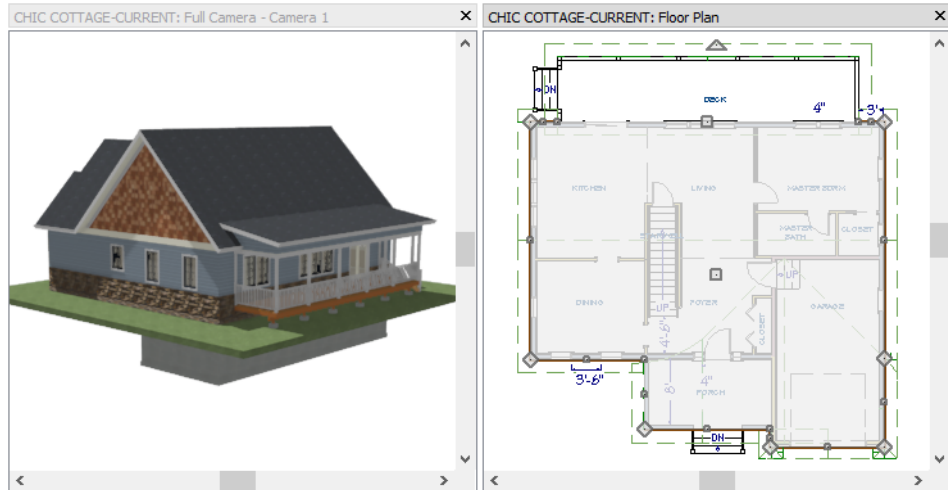 CHIC COTTAGE-CURRENT: Full Camera - Camera 1
CHIC COTTAGE-CURRENT: Floor Plan
DN
DECK
4"
3'
KITCHEN
LIVING
MASTER BDRM
MASTER
BATH
CLOSET
UP
DINING
FOYER
GARAGE
UP
CLOSET
4'-6"
3'-6"
8'
4"
PORCH
DN